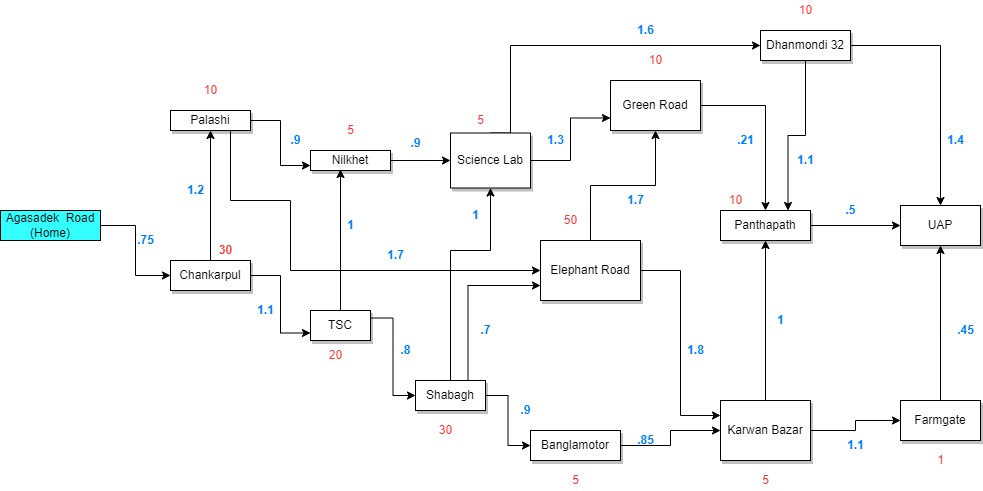 10
1.6
Dhanmondi 32
10
Green Road
10
Palashi
5
5
.9
Nilkhet
.9
Science Lab
1.3
.21
1.1
1.4
1.2
Agasadek Road
(Home)
.75
30
Chankarpul
1
1
1.7
50
1.7
10
Panthapath
.5
UAP
Elephant Road
1.1
TSC
20
.8
.7
1.8
1
.45
Shabagh
30
.9
Banglamotor
5
.85
Karwan Bazar
5
1.1
Farmgate
1